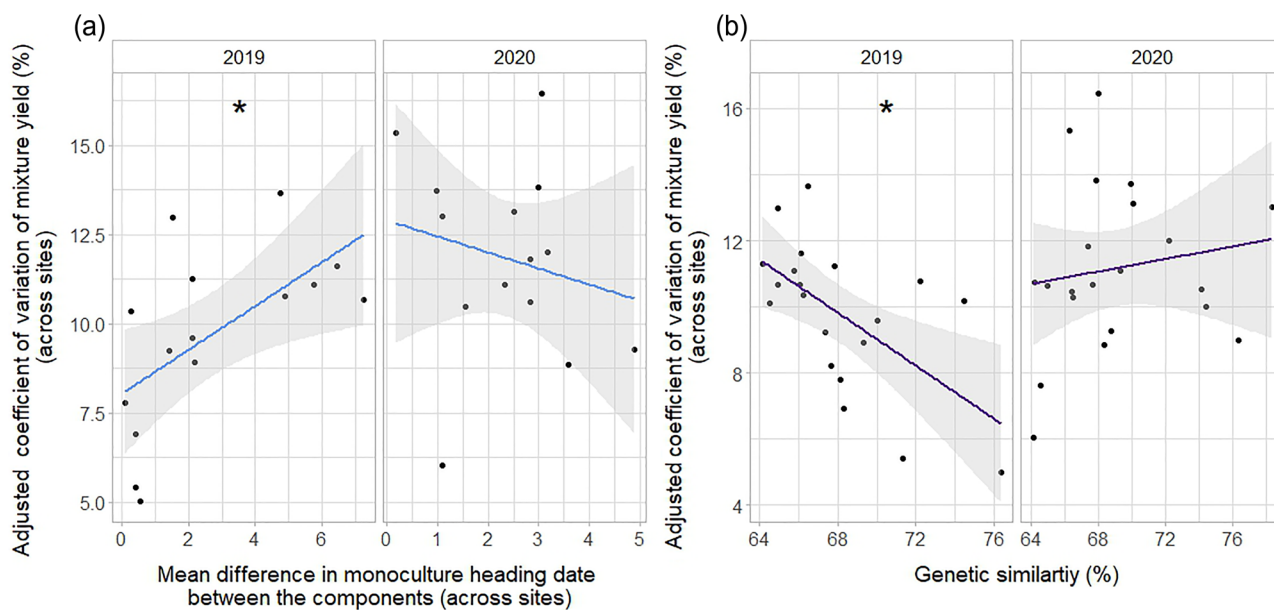 (a)
2019
2020
*
Adjusted coefficient of variation of mixture yield (%)
(across sites)
15.0
12.5
10.0
7.5
5.0
0 2 4 6
0 1 2 3 4 5
Mean difference in monoculture heading date
between the components (across sites)
(b)
2019
2020
*
Adjusted coefficient of variation of mixture yield (%)
(across sites)
16
12
8
4
64 68 72 76
64 68 72 76
Genetic similartiy (%)